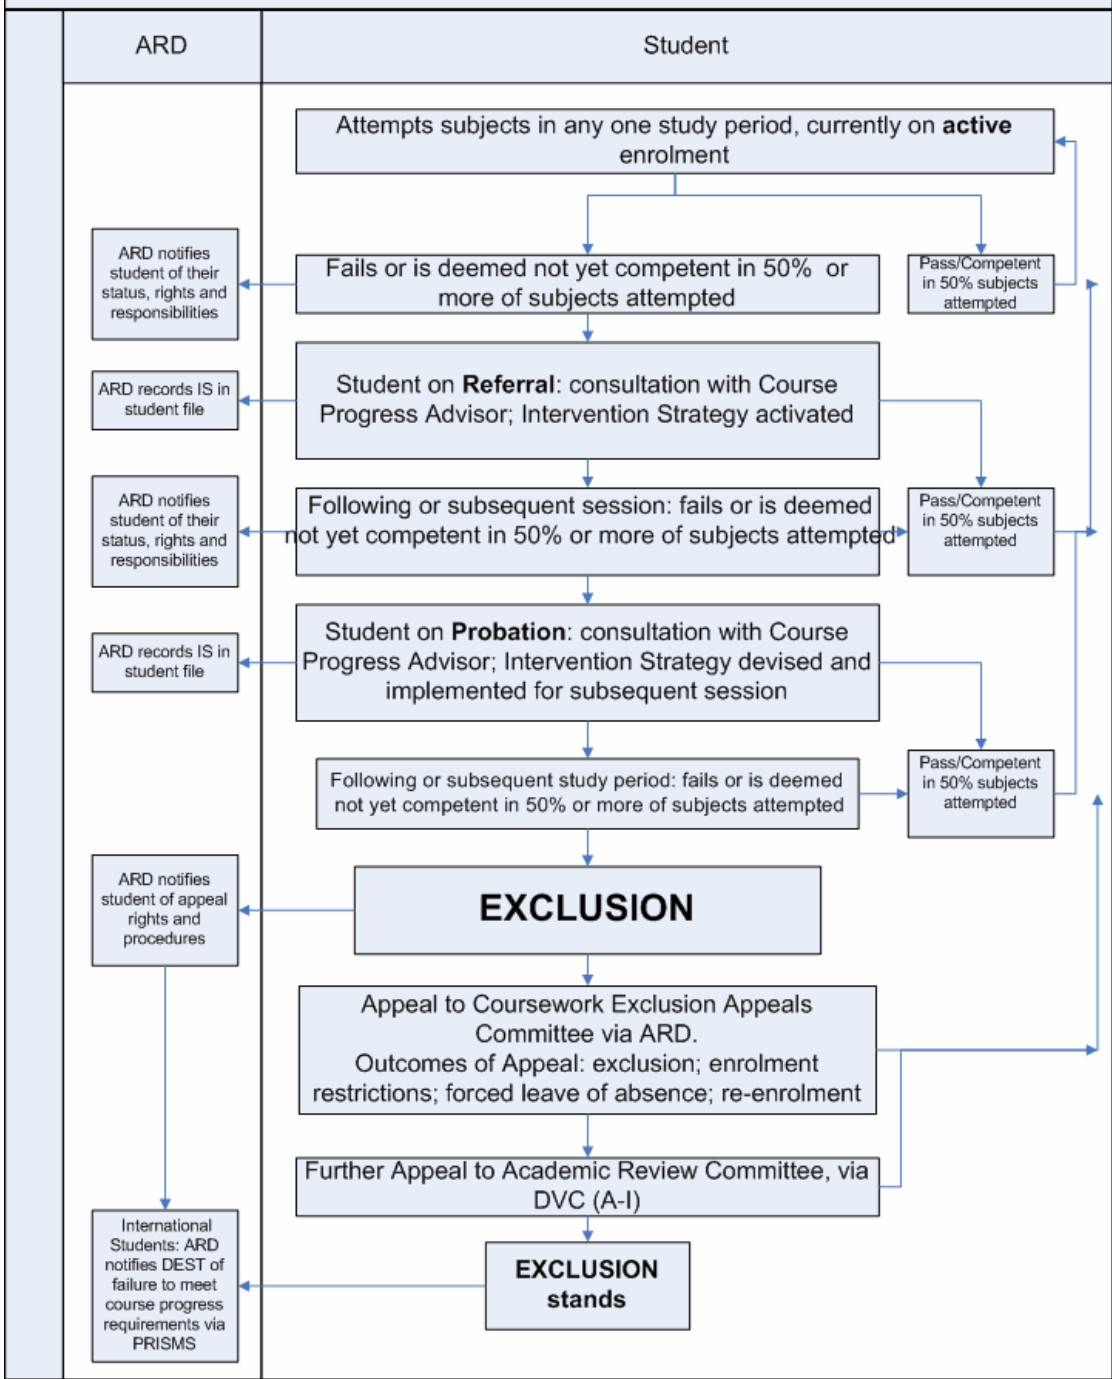 ARD
Student
Attempts subjects in any one study period, currently on active
enrolment
ARD notifies
student of their
status, rights and
responsibilities
Fails or is deemed not yet competent in 50% or
more of subjects attempted
Pass/Competent
in 50% subjects
attempted
ARD records IS in
student file
Student on Referral: consultation with Course
Progress Advisor; Intervention Strategy activated
ARD notifies
student of their
status, rights and
responsibilities
Following or subsequent session: fails or is deemed
not yet competent in 50% or more of subjects attempted
Pass/Competent
in 50% subjects
attempted
ARD records IS in
student file
Student on Probation: consultation with Course
Progress Advisor; Intervention Strategy devised and
implemented for subsequent session
Following or subsequent study period: fails or is deemed
not yet competent in 50% or more of subjects attempted
Pass/Competent
in 50% subjects
attempted
ARD notifies
student of appeal
rights and
procedures
EXCLUSION
Appeal to Coursework Exclusion Appeals
Committee via ARD.
Outcomes of Appeal: exclusion; enrolment
restrictions; forced leave of absence; re-enrolment
Further Appeal to Academic Review Committee, via
DVC (A-I)
International
Students: ARD
notifies DEST of
failure to meet
course progress
requirements via
PRISMS
EXCLUSION
stands